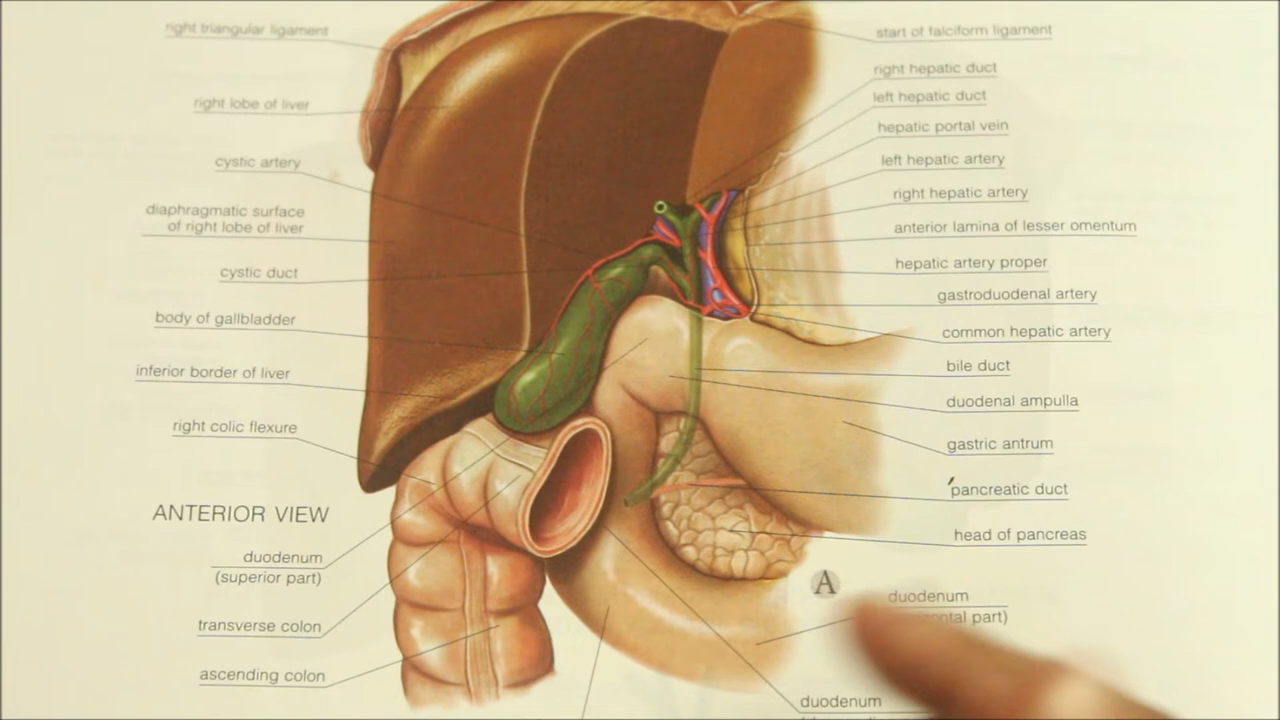 right triangular ligament
right lobe of liver
cystic artery
diaphragmatic surface
of right lobe of liver
cystic duct
body of gallbladder
inferior border of liver
right colic flexure
ANTERIOR VIEW
duodenum
(superior part)
transverse colon
ascending colon
start of falciform ligament
right hepatic duct
left hepatic duct
hepatic portal vein
left hepatic artery
right hepatic artery
anterior lamina of lesser omentum
hepatic artery proper
gastroduodenal artery
common hepatic artery
bile duct
duodenal ampulla
gastric antrum
pancreatic duct
head of pancreas
A
duodenum
part)
duodenum